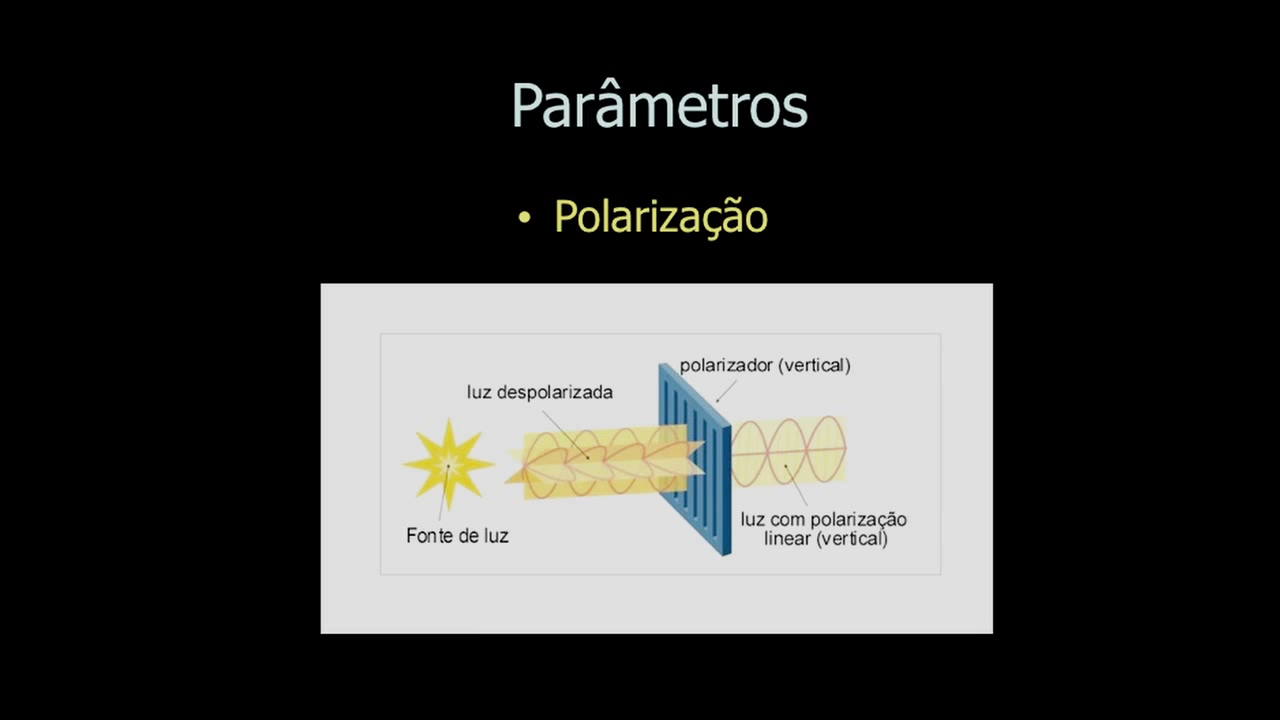 Parâmetros
• Polarização
polarizador (vertical)
luz despolarizada
Fonte de luz
luz com polarização
linear (vertical)